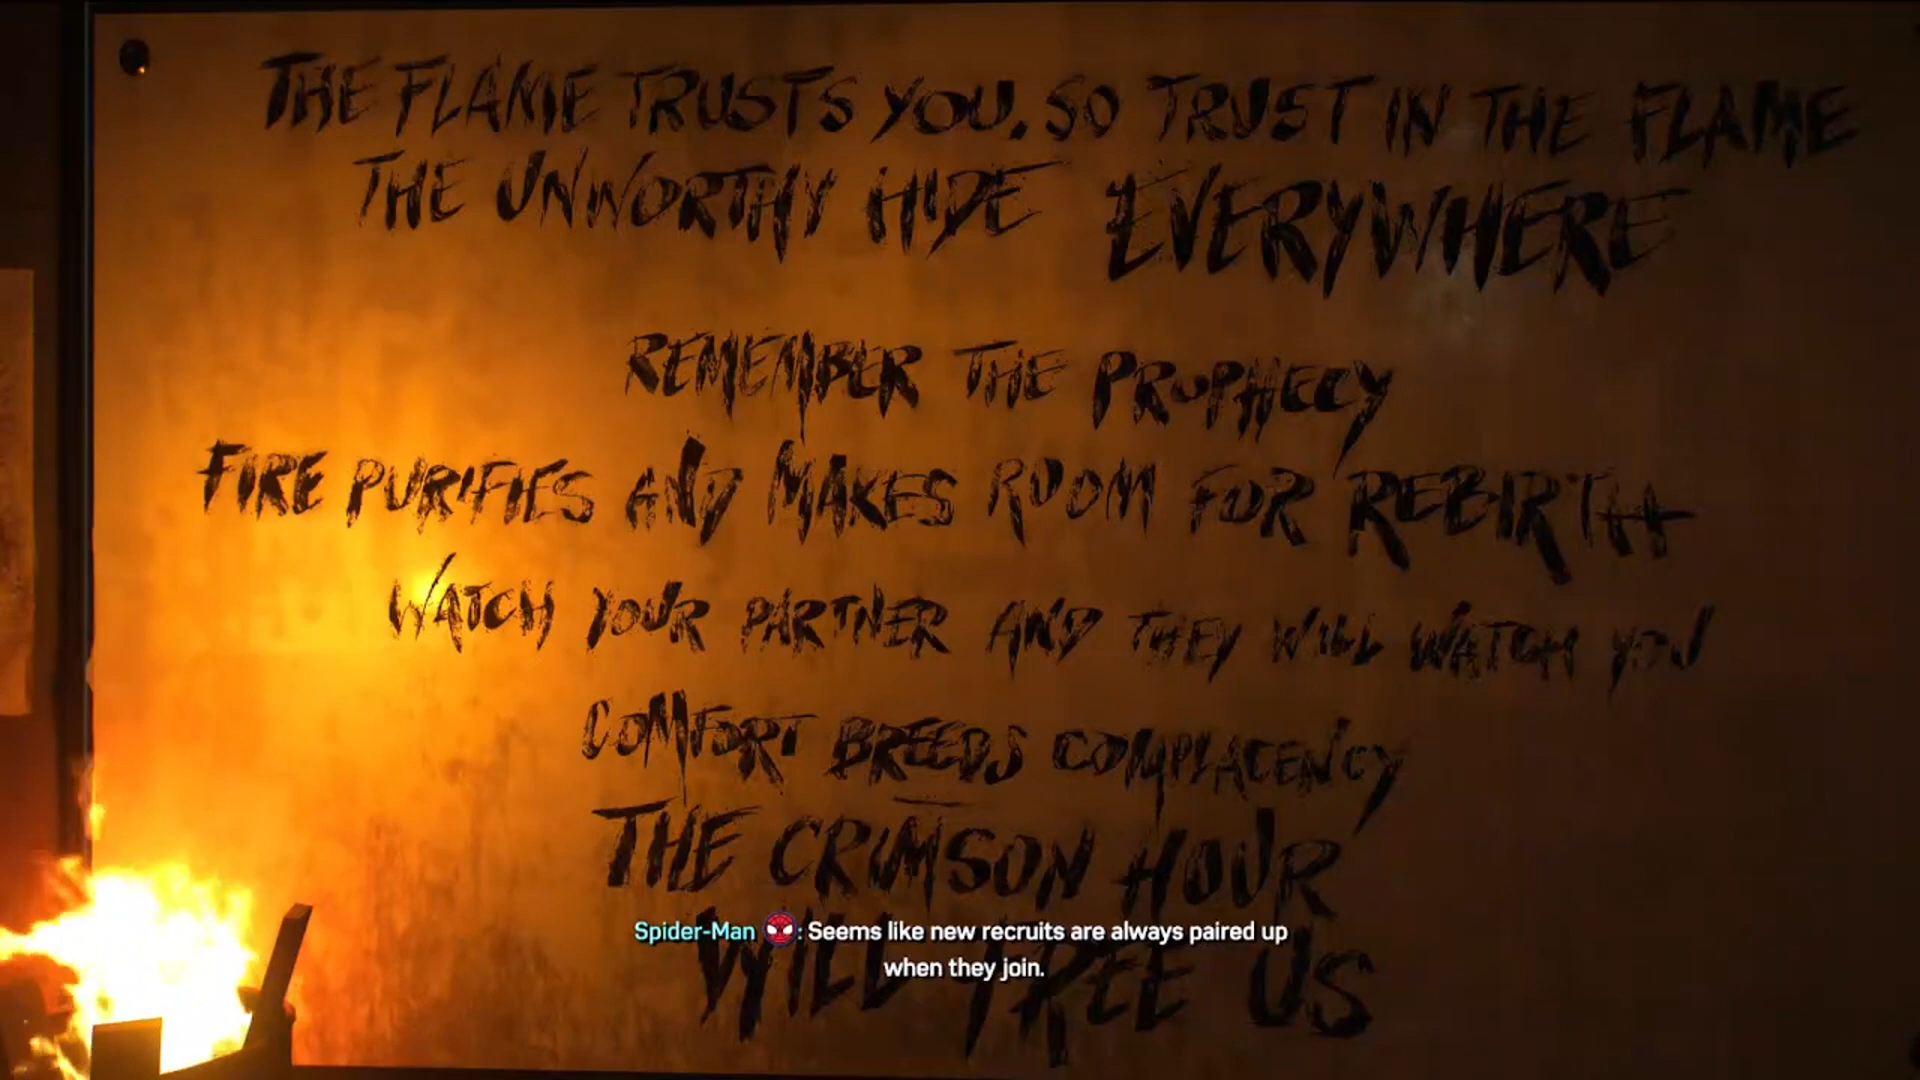 THE FLAME TRUSTS YOU. SO TRUST IN THE FLAME
THE UNWORTHY HIDE EVERYWHERE
REMEMBER THE PROPHECY
FIRE PURIFIES AND MAKES ROOM FOR REBIRTH
WATCH YOUR PARTNER AND THEY WILL WATCH YOU
COMFORT BREEDS COMPLACENCY
THE CRIMSON HOUR
WILL FREE US
Spider-Man : Seems like new recruits are always paired up
when they join.